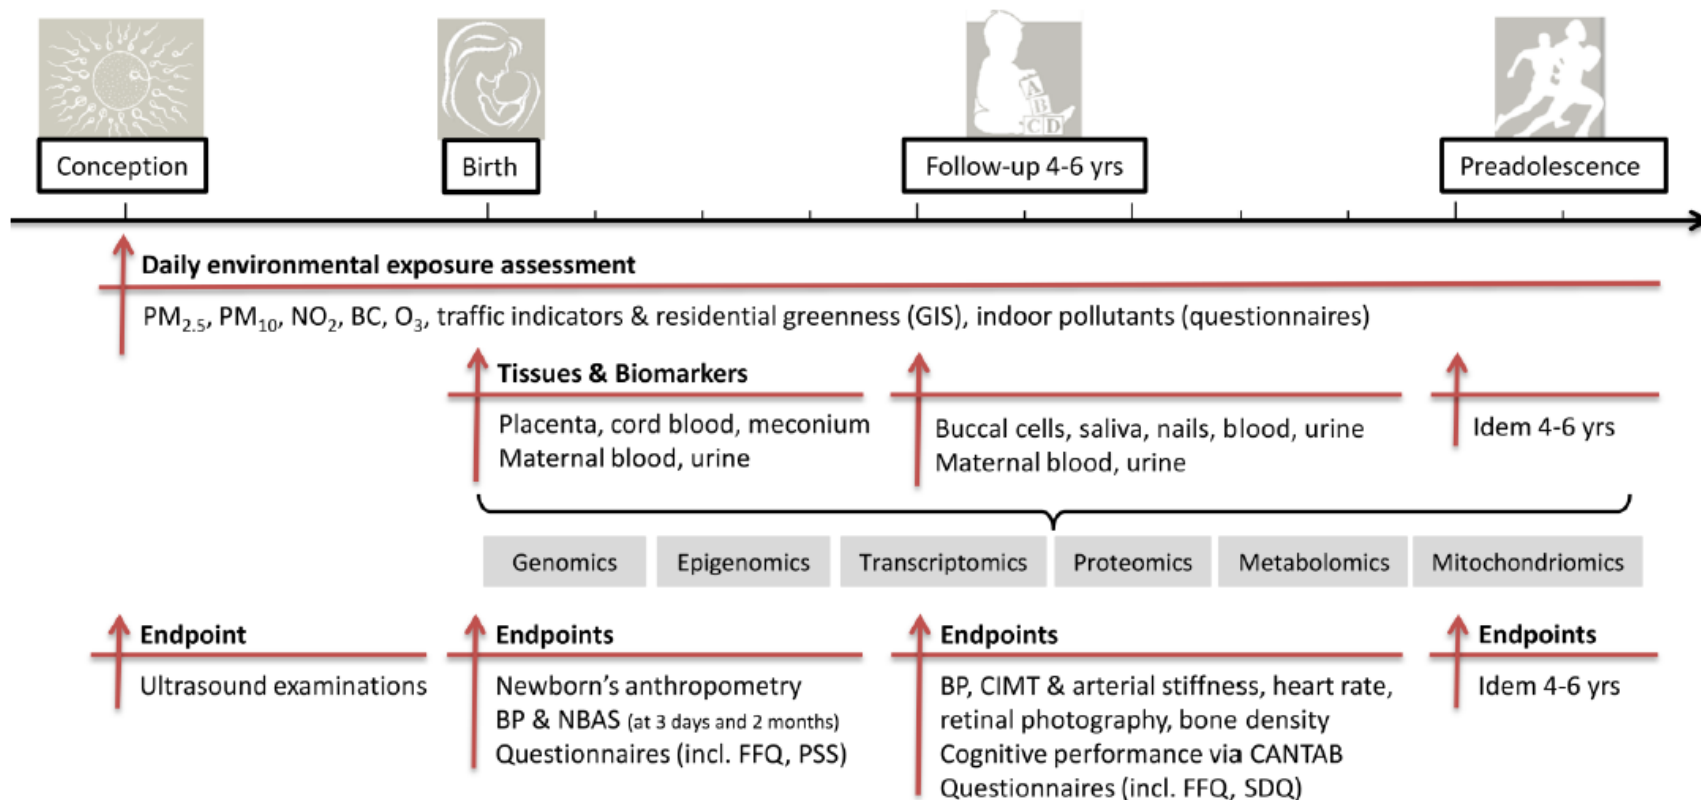 A
B
C D
Conception
Birth
Follow-up 4-6 yrs
Preadolescence
Daily environmental exposure assessment
PM2.5, PM10, NO2, BC, O3, traffic indicators & residential greenness (GIS), indoor pollutants (questionnaires)
Tissues & Biomarkers
Placenta, cord blood, meconium
Maternal blood, urine
Buccal cells, saliva, nails, blood, urine
Maternal blood, urine
Idem 4-6 yrs
Genomics
Epigenomics
Transcriptomics
Proteomics
Metabolomics
Mitochondriomics
Endpoint
Ultrasound examinations
Endpoints
Newborn’s anthropometry
BP & NBAS (at 3 days and 2 months)
Questionnaires (incl. FFQ, PSS)
Endpoints
BP, CIMT & arterial stiffness, heart rate,
retinal photography, bone density
Cognitive performance via CANTAB
Questionnaires (incl. FFQ, SDQ)
Endpoints
Idem 4-6 yrs